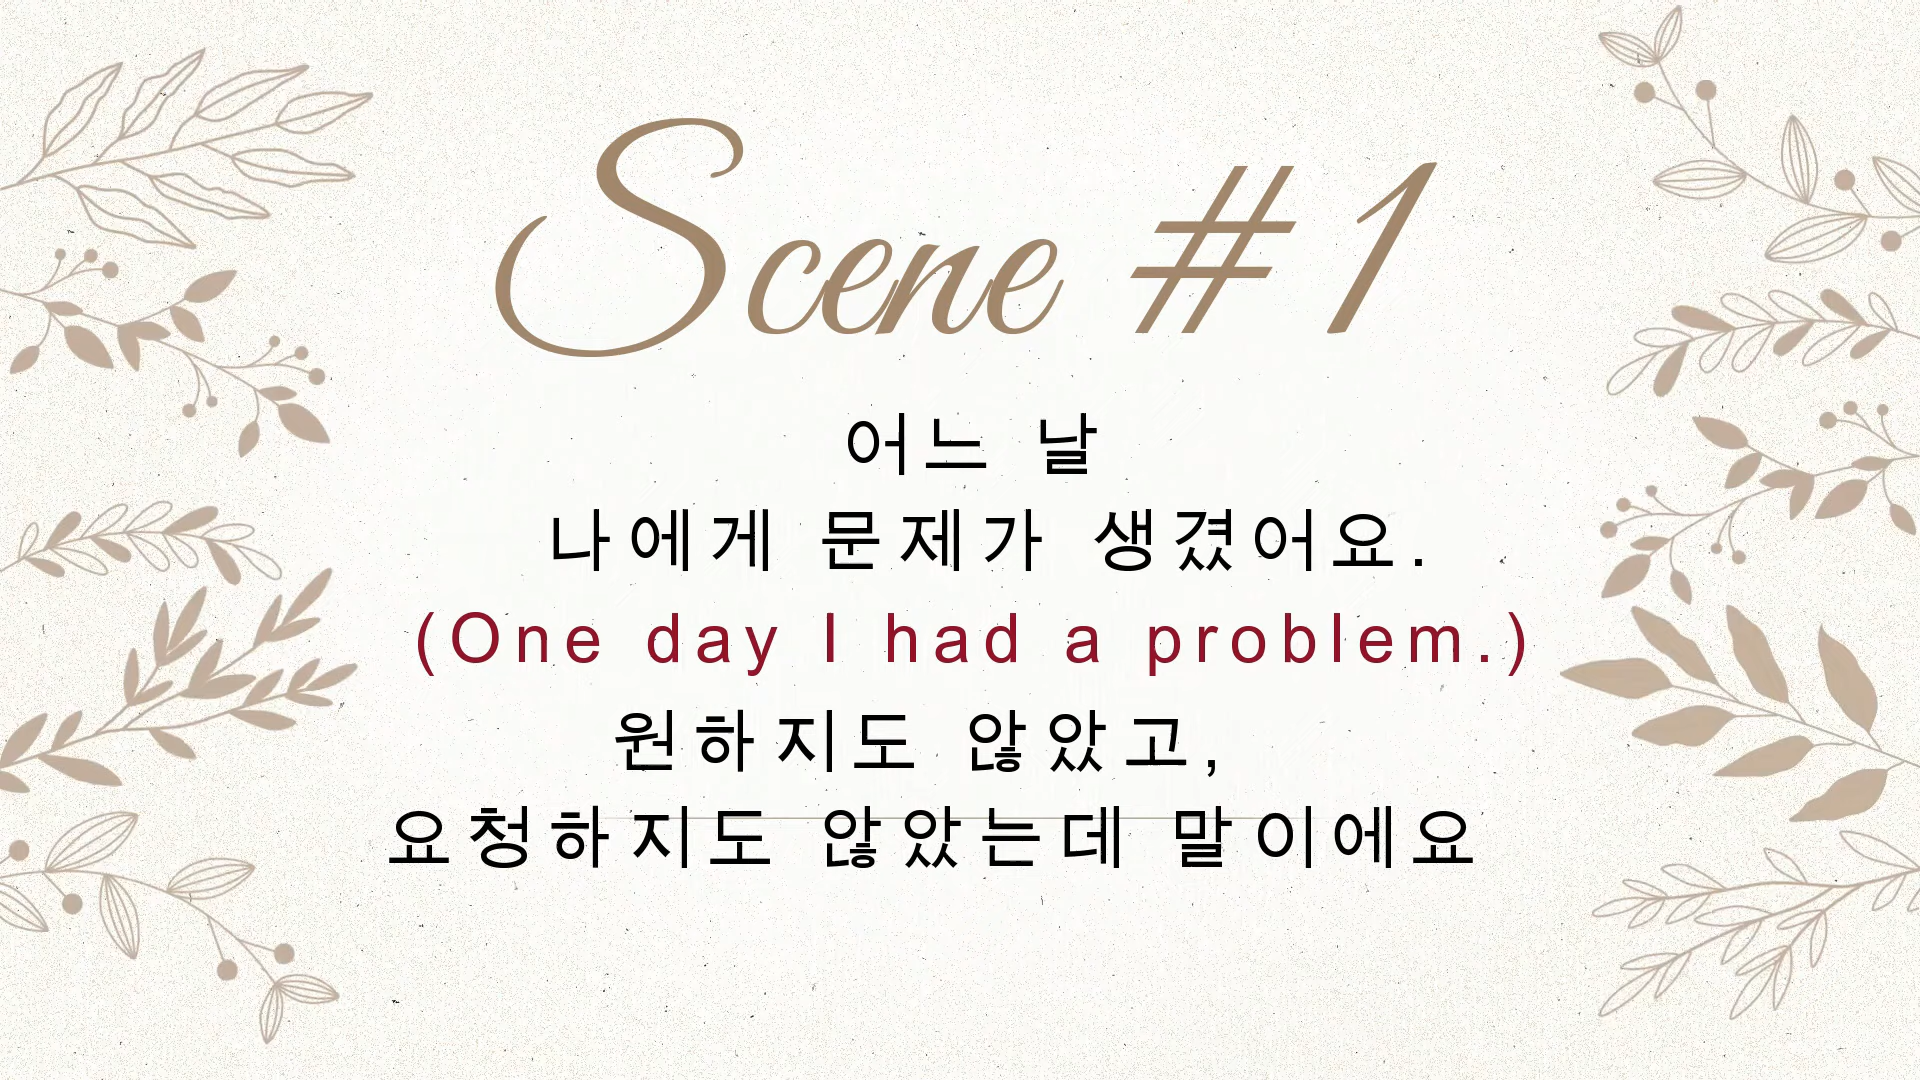 Scene #1
어느 날
나에게 문제가 생겼어요.
(One day I had a problem.)
원하지도 않았고,
요청하지도 않았는데 말이에요